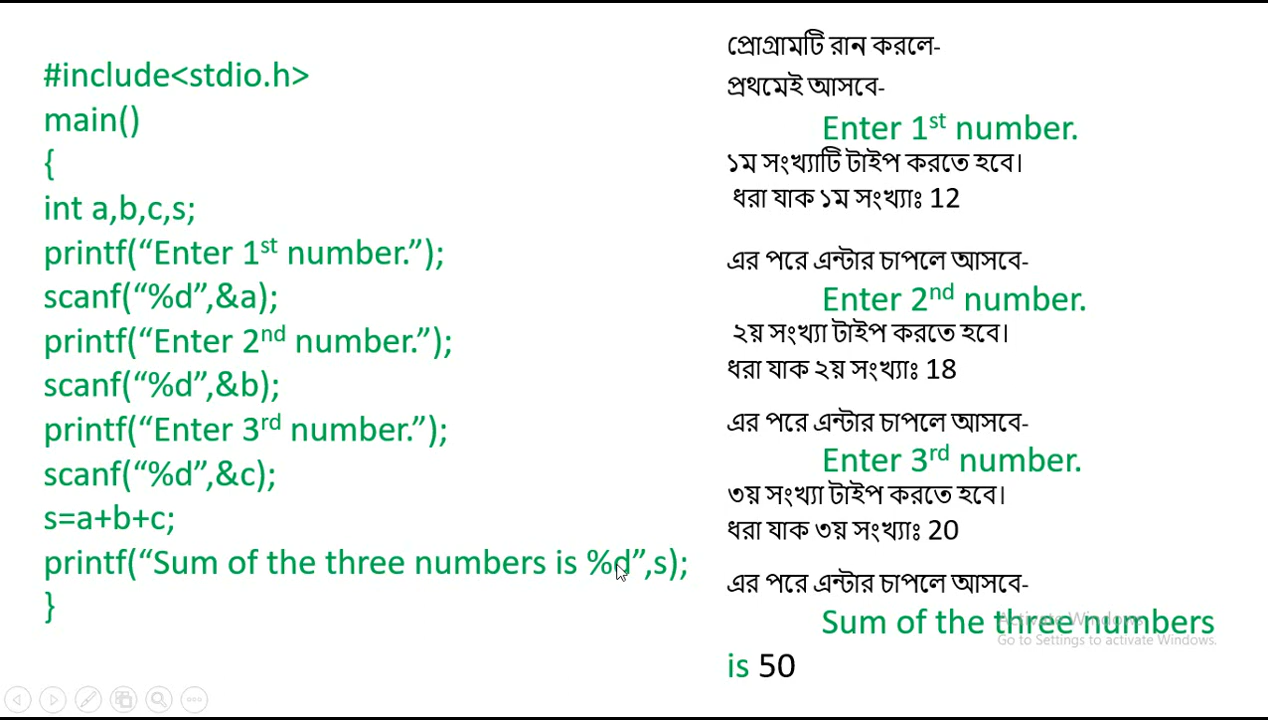 #include<stdio.h>
main()
{
int a,b,c,s;
printf(“Enter 1st number.”);
scanf(“%d”,&a);
printf(“Enter 2nd number.”);
scanf(“%d”,&b);
printf(“Enter 3rd number.”);
scanf(“%d”,&c);
s=a+b+c;
printf(“Sum of the three numbers is %d”,s);
}
প্রোগ্রামটি রান করলে-
প্রথমেই আসবে-
Enter 1st number.
১ম সংখ্যাটি টাইপ করতে হবে।
ধরা যাক ১ম সংখ্যাঃ 12
এর পরে এন্টার চাপলে আসবে-
Enter 2nd number.
২য় সংখ্যা টাইপ করতে হবে।
ধরা যাক ২য় সংখ্যাঃ 18
এর পরে এন্টার চাপলে আসবে-
Enter 3rd number.
৩য় সংখ্যা টাইপ করতে হবে।
ধরা যাক ৩য় সংখ্যাঃ 20
এর পরে এন্টার চাপলে আসবে-
Sum of the three numbers
is 50
Activate Windows
Go to Settings to activate Windows.